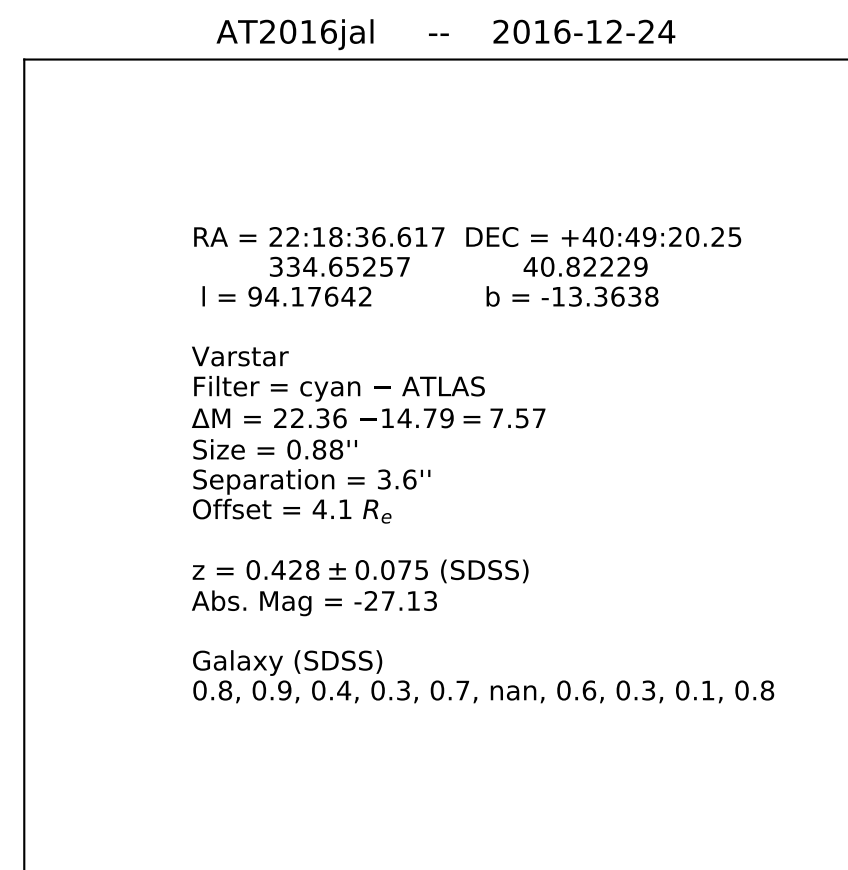 AT2016jal -- 2016-12-24
RA = 22:18:36.617 DEC = +40:49:20.25
334.65257 40.82229
l = 94.17642 b = -13.3638
Varstar
Filter = cyan − ATLAS
ΔM = 22.36 −14.79 = 7.57
Size = 0.88''
Separation = 3.6''
Offset = 4.1 Rₑ
z = 0.428 ± 0.075 (SDSS)
Abs. Mag = -27.13
Galaxy (SDSS)
0.8, 0.9, 0.4, 0.3, 0.7, nan, 0.6, 0.3, 0.1, 0.8